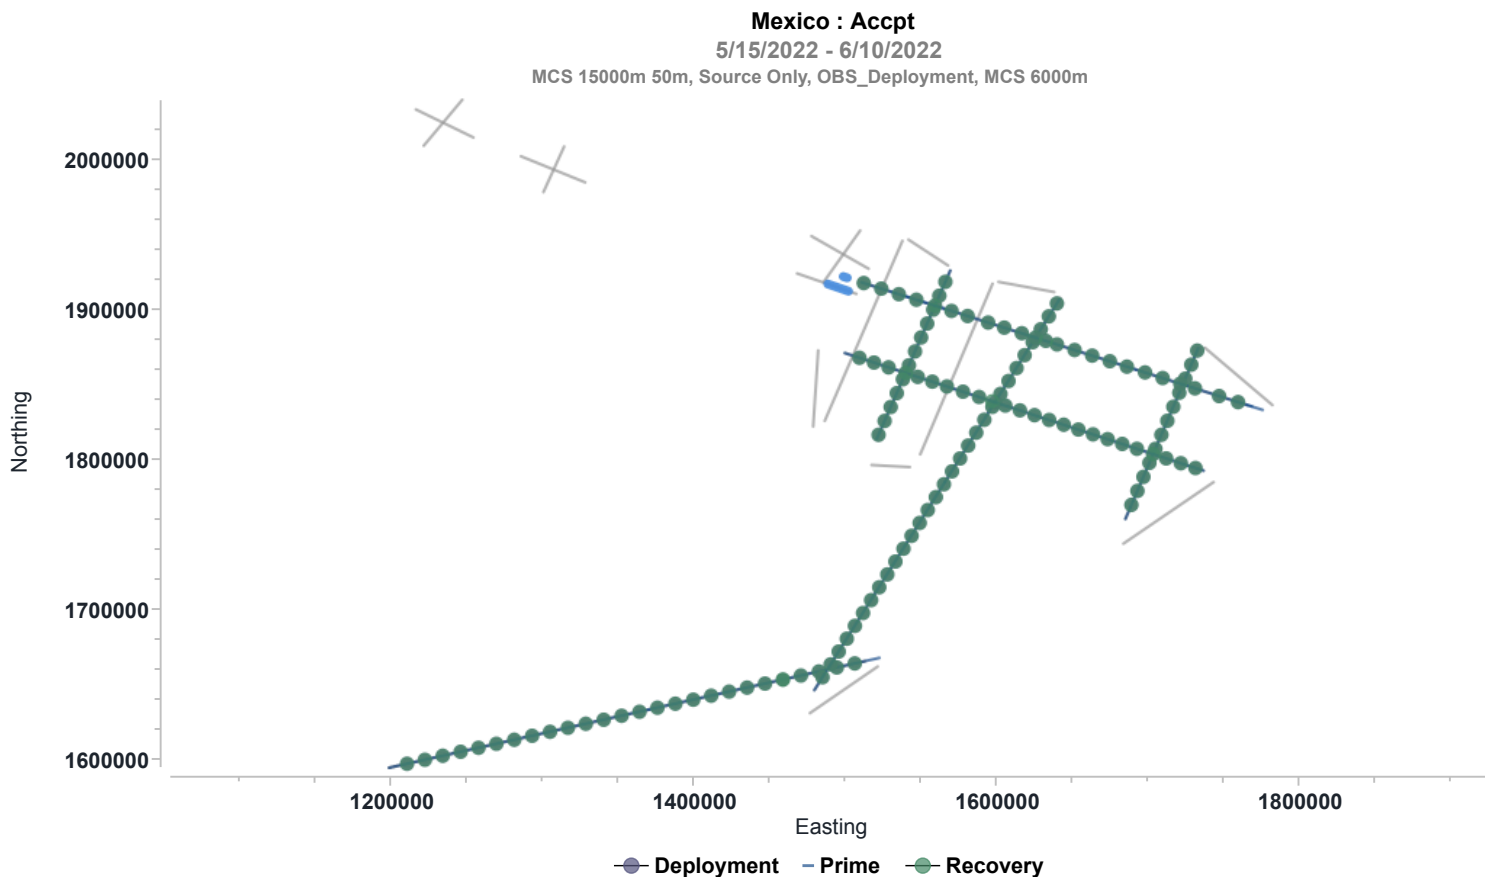 Mexico : Accpt
5/15/2022 - 6/10/2022
MCS 15000m 50m, Source Only, OBS_Deployment, MCS 6000m
Northing
2000000
1900000
1800000
1700000
1600000
1200000 1400000 1600000 1800000
Easting
Deployment Prime Recovery